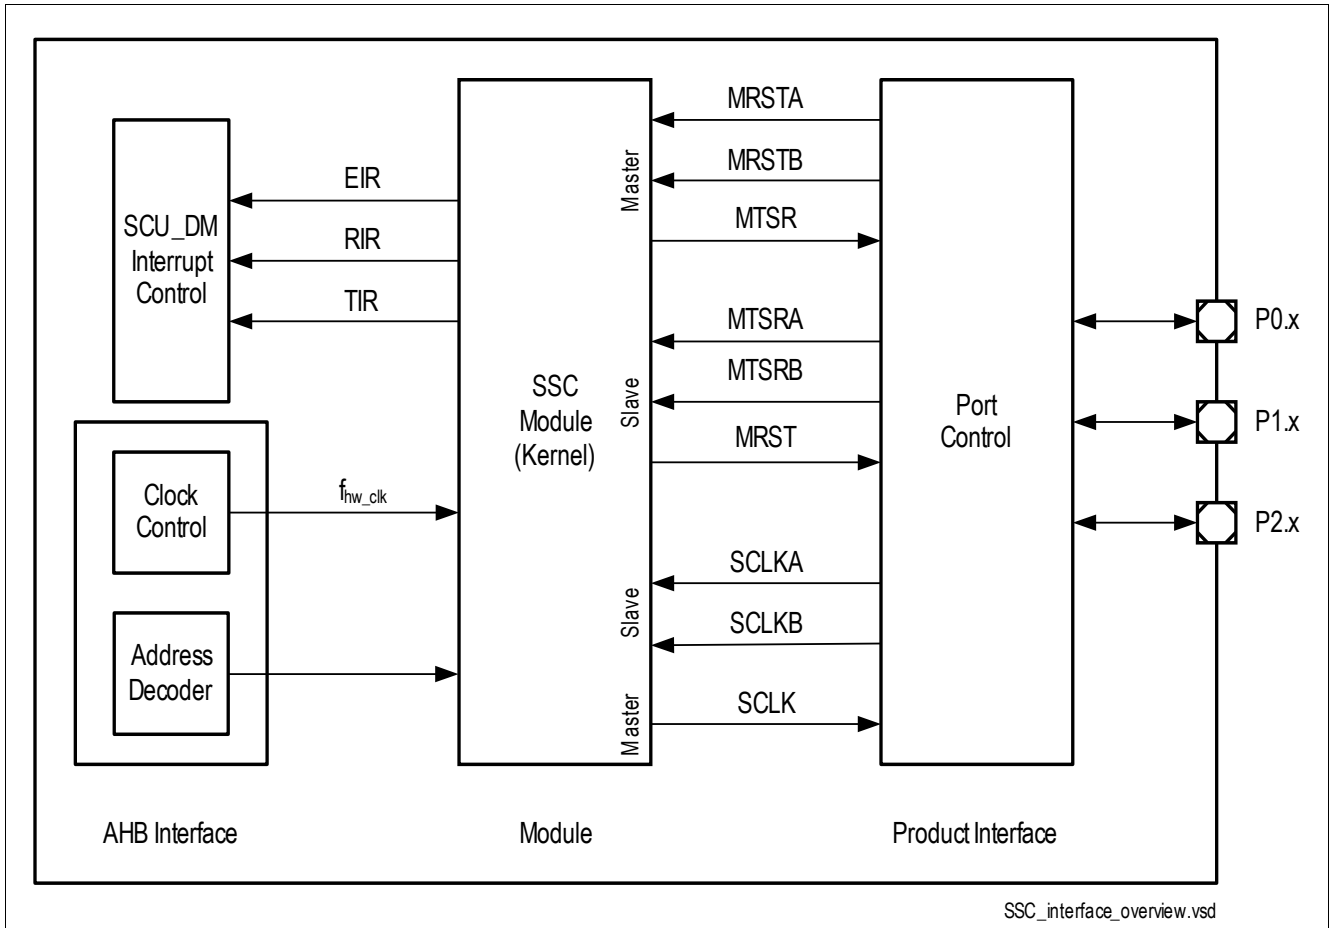 SCU_DM
Interrupt
Control
EIR
RIR
TIR
Clock
Control
Address
Decoder
f_hw_clk
AHB Interface
SSC
Module
(Kernel)
Master
Slave
Slave
Master
Module
MRSTA
MRSTB
MTSR
MTSRA
MTSRB
MRST
SCLKA
SCLKB
SCLK
Port
Control
Product Interface
P0.x
P1.x
P2.x
SSC_interface_overview.vsd